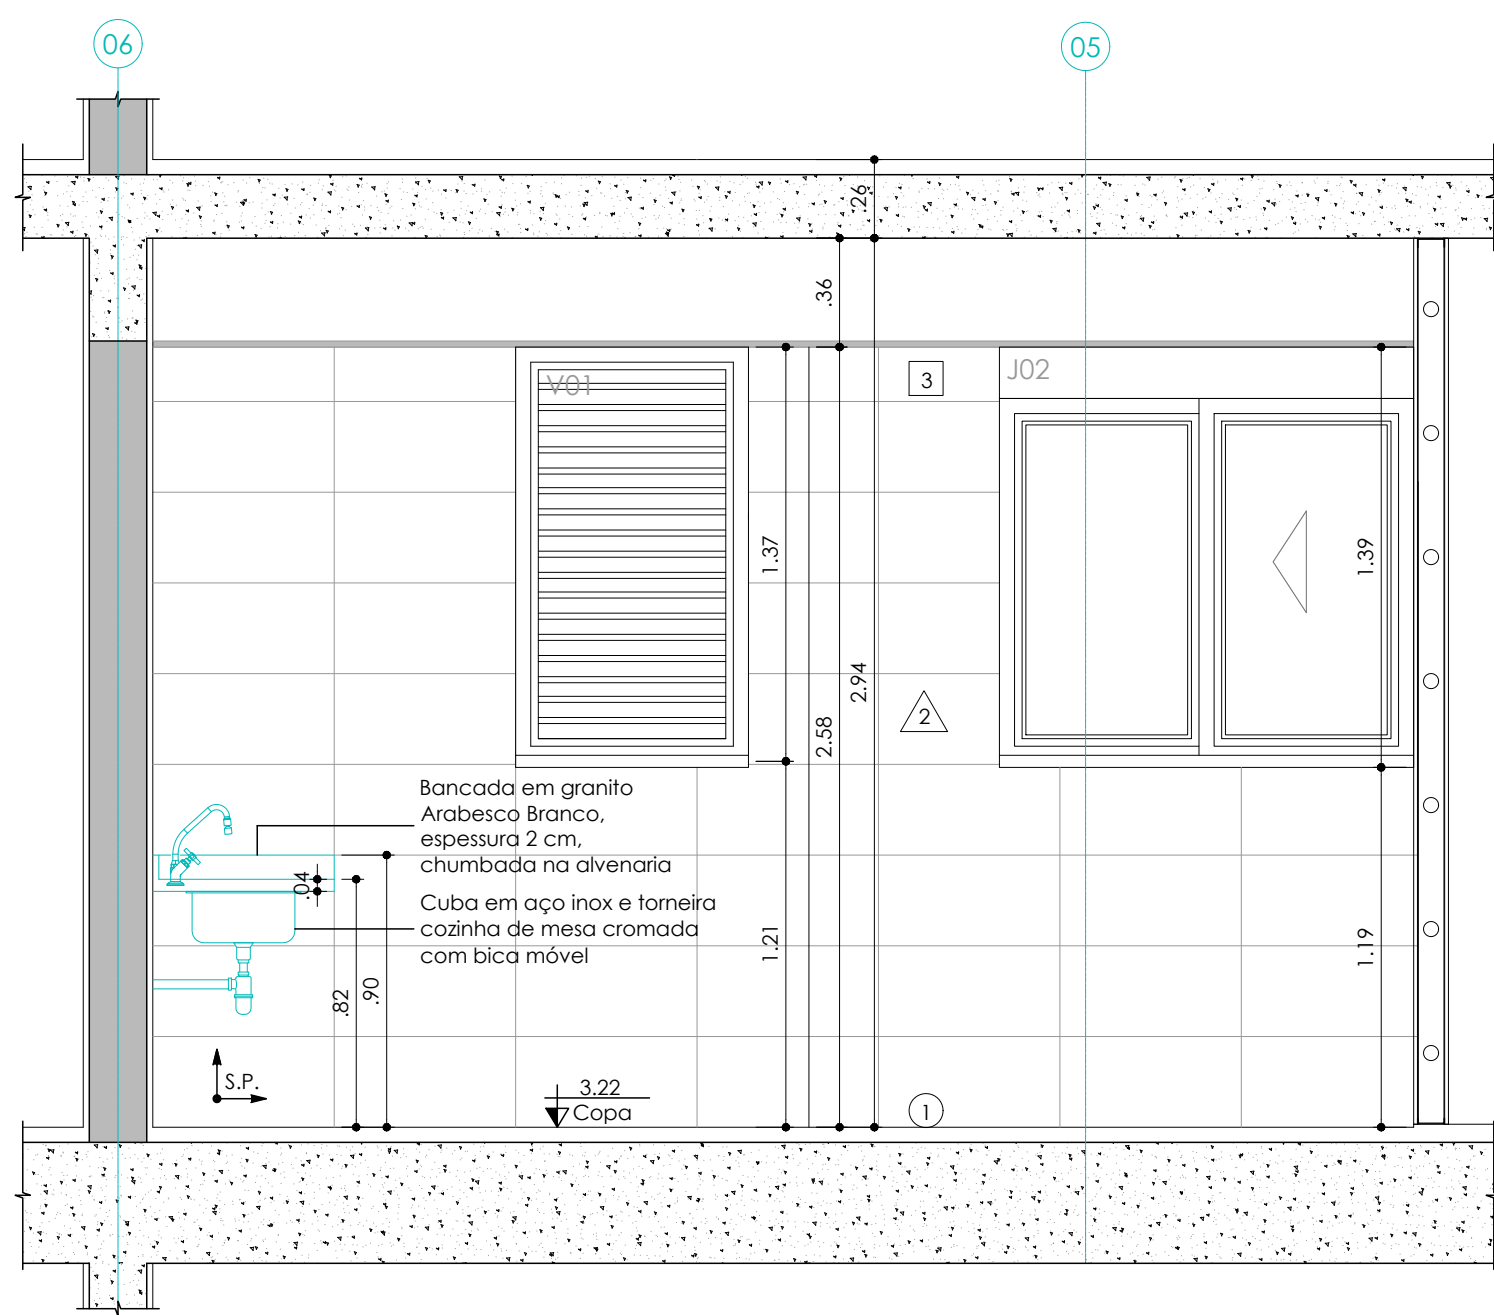 06
05
.26
.36
V01
3
J02
1.37
1.39
2.94
2
2.58
Bancada em granito
Arabesco Branco,
espessura 2 cm,
chumbada na alvenaria
.04
Cuba em aço inox e torneira
cozinha de mesa cromada
com bica móvel
1.21
1.19
.82
.90
S.P.
3.22
Copa
1